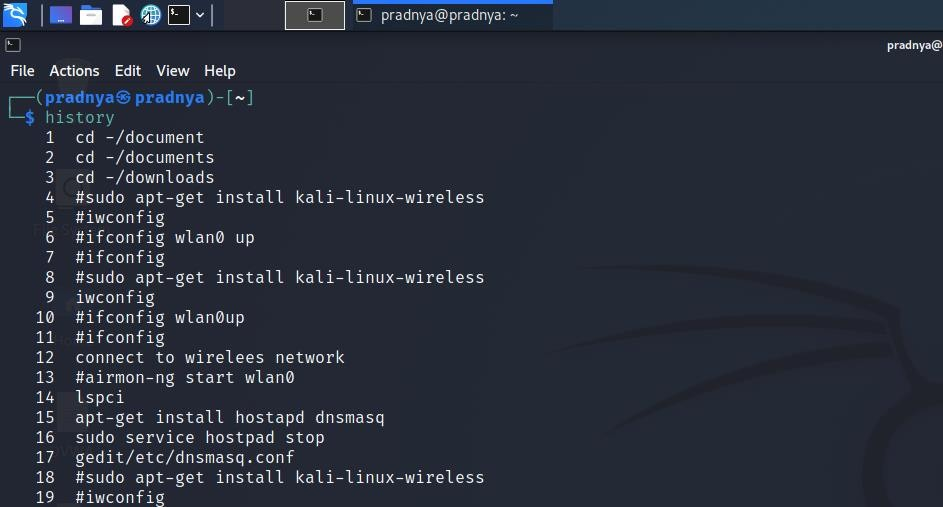 pradnya@pradnya: ~
pradnya@
File Actions Edit View Help
┌──(pradnya㉿pradnya)-[~]
└─$ history
1 cd -/document
2 cd -/documents
3 cd -/downloads
4 #sudo apt-get install kali-linux-wireless
5 #iwconfig
6 #ifconfig wlan0 up
7 #ifconfig
8 #sudo apt-get install kali-linux-wireless
9 iwconfig
10 #ifconfig wlan0up
11 #ifconfig
12 connect to wirelees network
13 #airmon-ng start wlan0
14 lspci
15 apt-get install hostapd dnsmasq
16 sudo service hostpad stop
17 gedit/etc/dnsmasq.conf
18 #sudo apt-get install kali-linux-wireless
19 #iwconfig